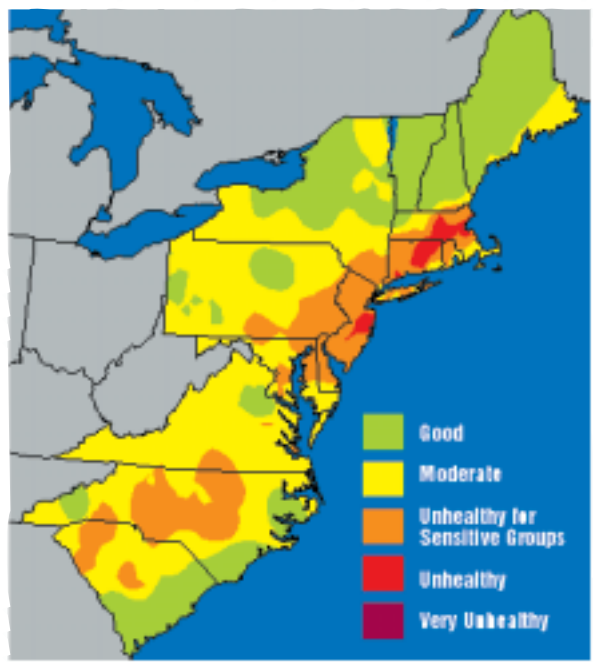 Good
Moderate
Unhealthy for
Sensitive Groups
Unhealthy
Very Unhealthy